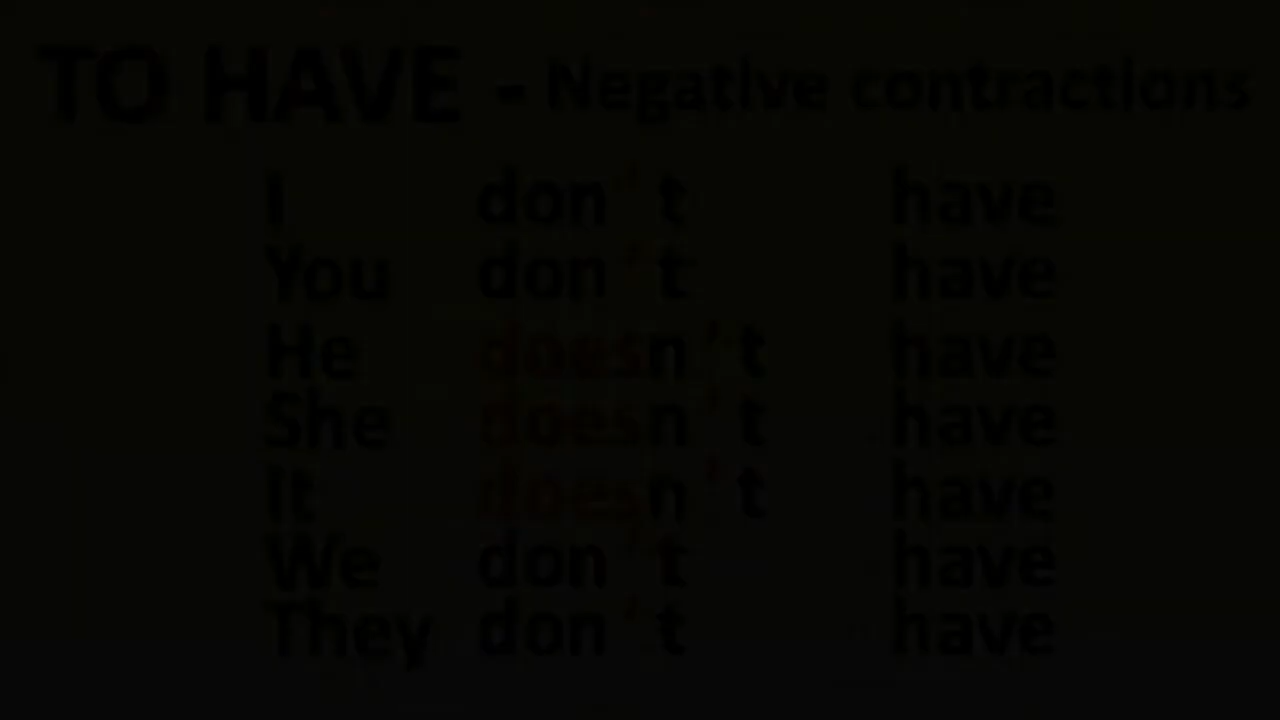 TO HAVE - Negative contractions
I don't have
You don't have
He doesn't have
She doesn't have
It doesn't have
We don't have
They don't have